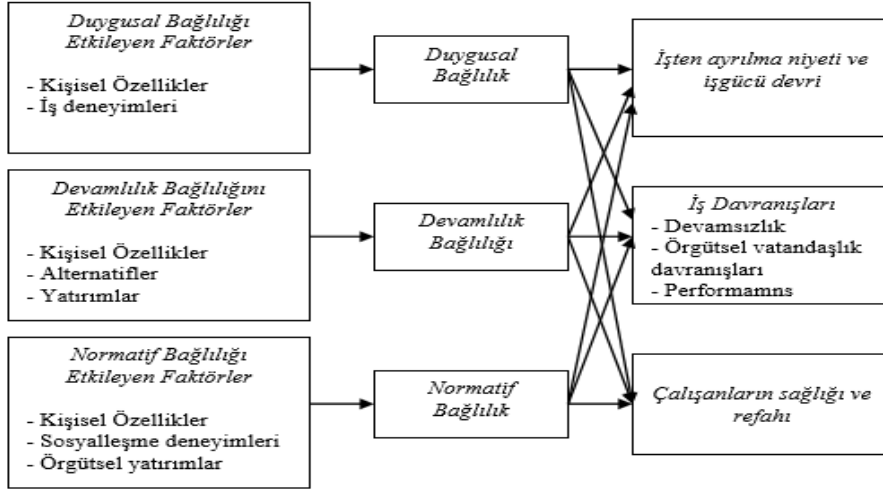 Duygusal Bağlılığı
Etkileyen Faktörler
- Kişisel Özellikler
- İş deneyimleri
Duygusal
Bağlılık
İşten ayrılma niyeti ve
işgücü devri
Devamlılık Bağlılığını
Etkileyen Faktörler
- Kişisel Özellikler
- Alternatifler
- Yatırımlar
Devamlılık
Bağlılığı
İş Davranışları
- Devamsızlık
- Örgütsel vatandaşlık
davranışları
- Performamns
Normatif Bağlılığı
Etkileyen Faktörler
- Kişisel Özellikler
- Sosyalleşme deneyimleri
- Örgütsel yatırımlar
Normatif
Bağlılık
Çalışanların sağlığı ve
refahı